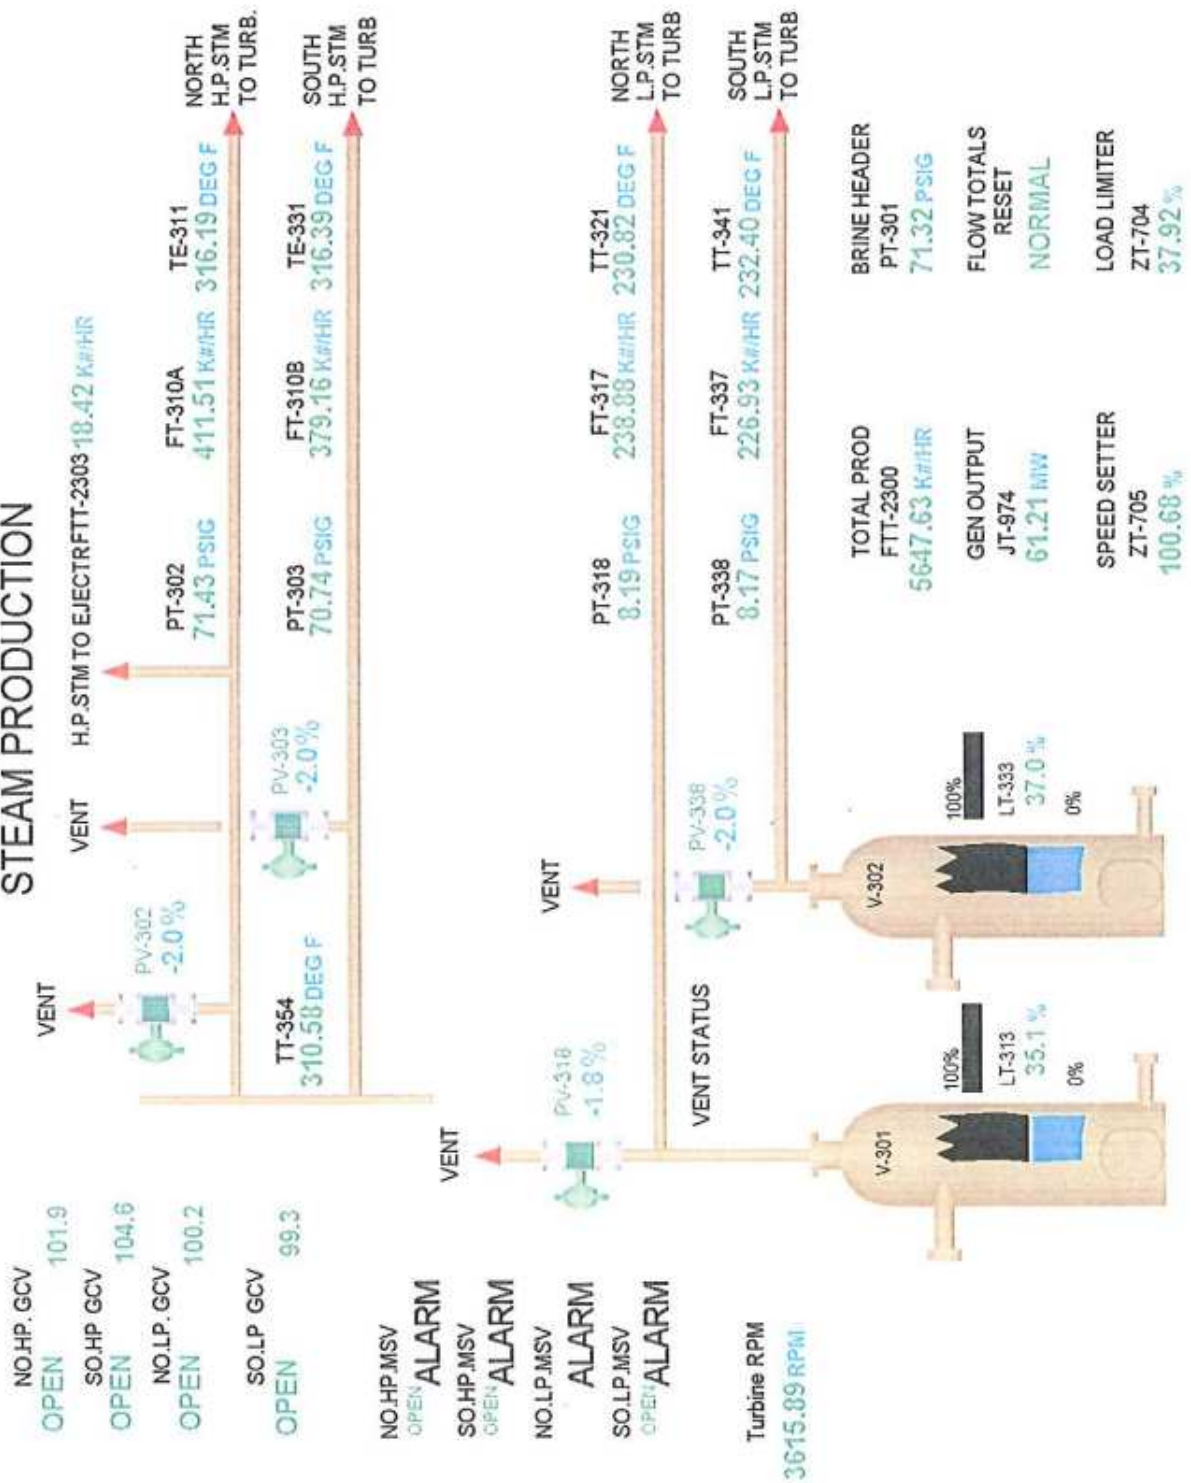 STEAM PRODUCTION
NO.HP. GCV
OPEN 101.9
SO.HP GCV
OPEN 104.6
NO.LP. GCV
OPEN 100.2
SO.LP GCV
OPEN 99.3
NO.HP.MSV
OPEN ALARM
SO.HP.MSV
OPEN ALARM
NO.LP.MSV
ALARM
SO.LP.MSV
OPEN ALARM
Turbine RPM
3615.89 RPM
VENT
PV-302
-2.0%
VENT
PV-303
-2.0%
H.P.STM TO EJECTRFTT-2303 18.42 K#/HR
TT-354
310.58 DEG F
PT-302
71.43 PSIG
FT-310A
411.51 K#/HR
TE-311
316.19 DEG F
NORTH
H.P.STM
TO TURB.
PT-303
70.74 PSIG
FT-310B
379.16 K#/HR
TE-331
316.39 DEG F
SOUTH
H.P.STM
TO TURB
VENT
PV-318
-1.8%
VENT
PV-338
-2.0%
VENT STATUS
PT-318
8.19 PSIG
FT-317
238.88 K#/HR
TT-321
230.82 DEG F
NORTH
L.P.STM
TO TURB
PT-338
8.17 PSIG
FT-337
226.93 K#/HR
TT-341
232.40 DEG F
SOUTH
L.P.STM
TO TURB
V-301
100%
LT-313
35.1 %
0%
V-302
100%
LT-333
37.0 %
0%
TOTAL PROD
FTT-2300
5647.63 K#/HR
BRINE HEADER
PT-301
71.32 PSIG
GEN OUTPUT
JT-974
61.21 MW
FLOW TOTALS
RESET
NORMAL
SPEED SETTER
ZT-705
100.68 %
LOAD LIMITER
ZT-704
37.92 %